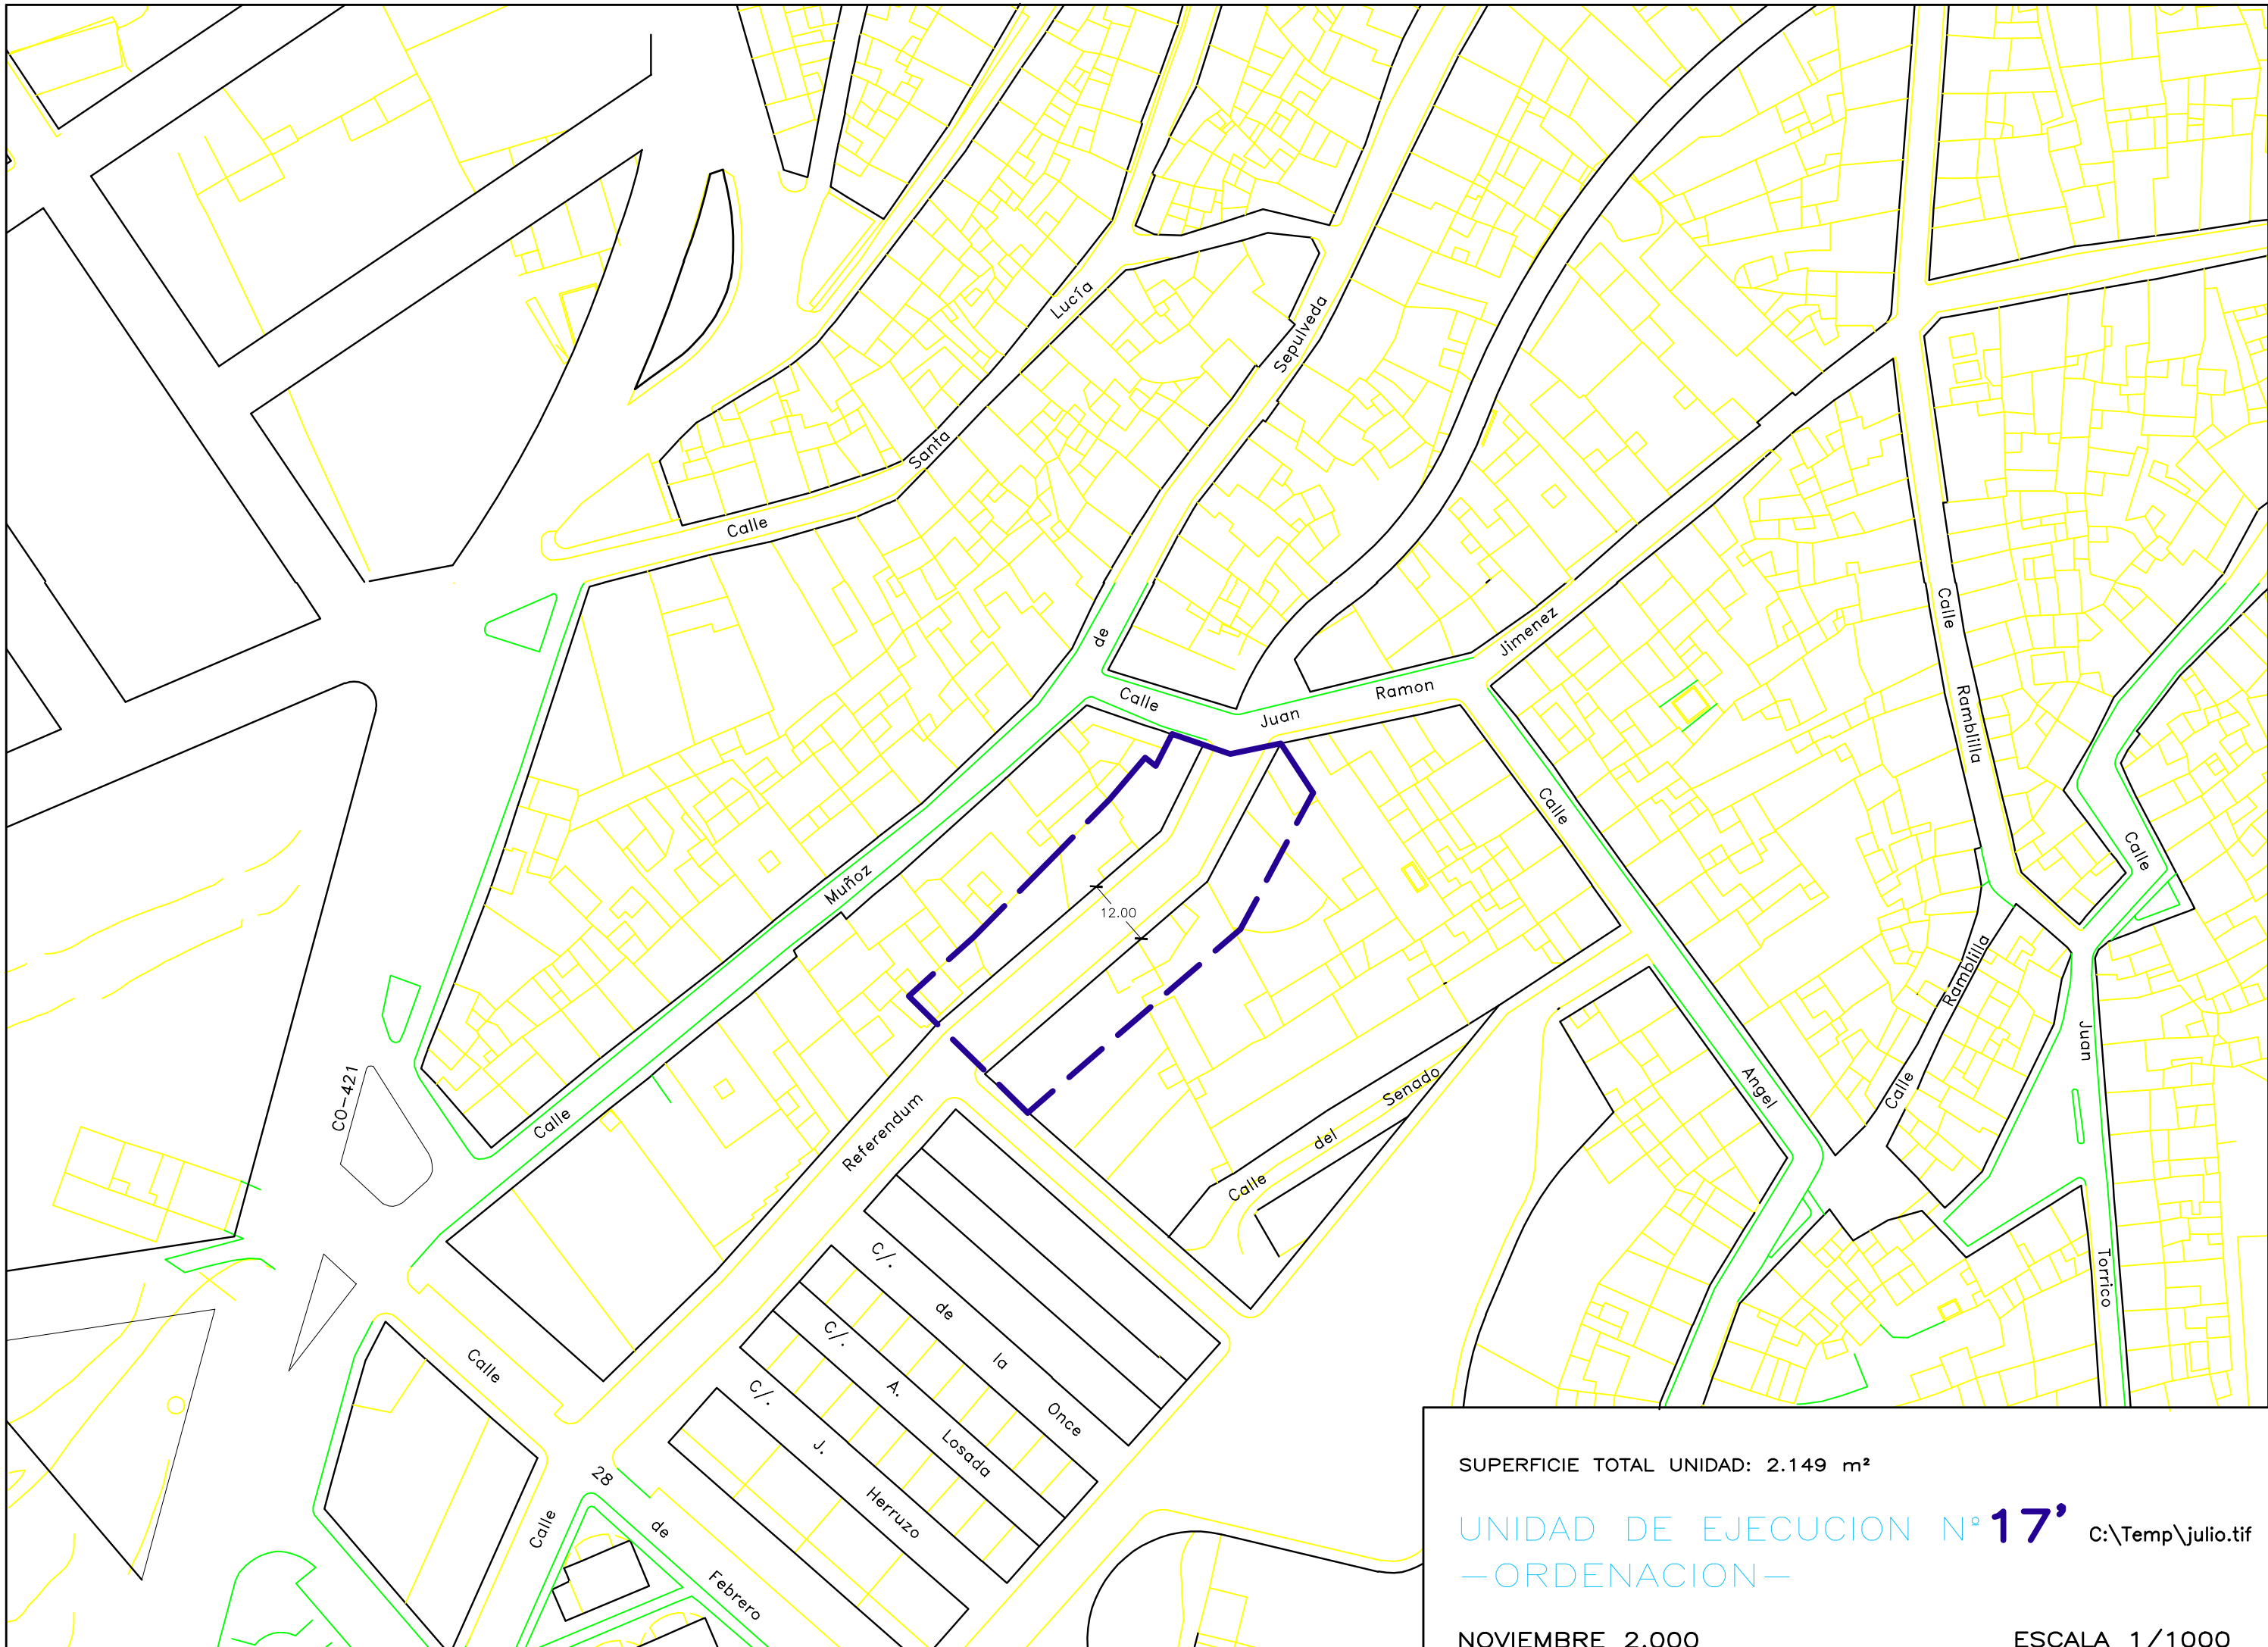 Lucía
Santa
Calle
Sepulveda
de
Muñoz
Calle
Calle
Juan
Ramon
Jimenez
Calle
Ramblilla
Calle
Angel
Calle
Ramblilla
Calle
Juan
Torrico
12.00
CO-421
Referendum
Calle
Calle del Senado
C/. de la Once
C/. A. Losada
C/. J. Herruzo
Calle
28 de Febrero
SUPERFICIE TOTAL UNIDAD: 2.149 m²
UNIDAD DE EJECUCION Nº 17' C:\Temp\julio.tif
-ORDENACION-
NOVIEMBRE 2.000 ESCALA 1/1000